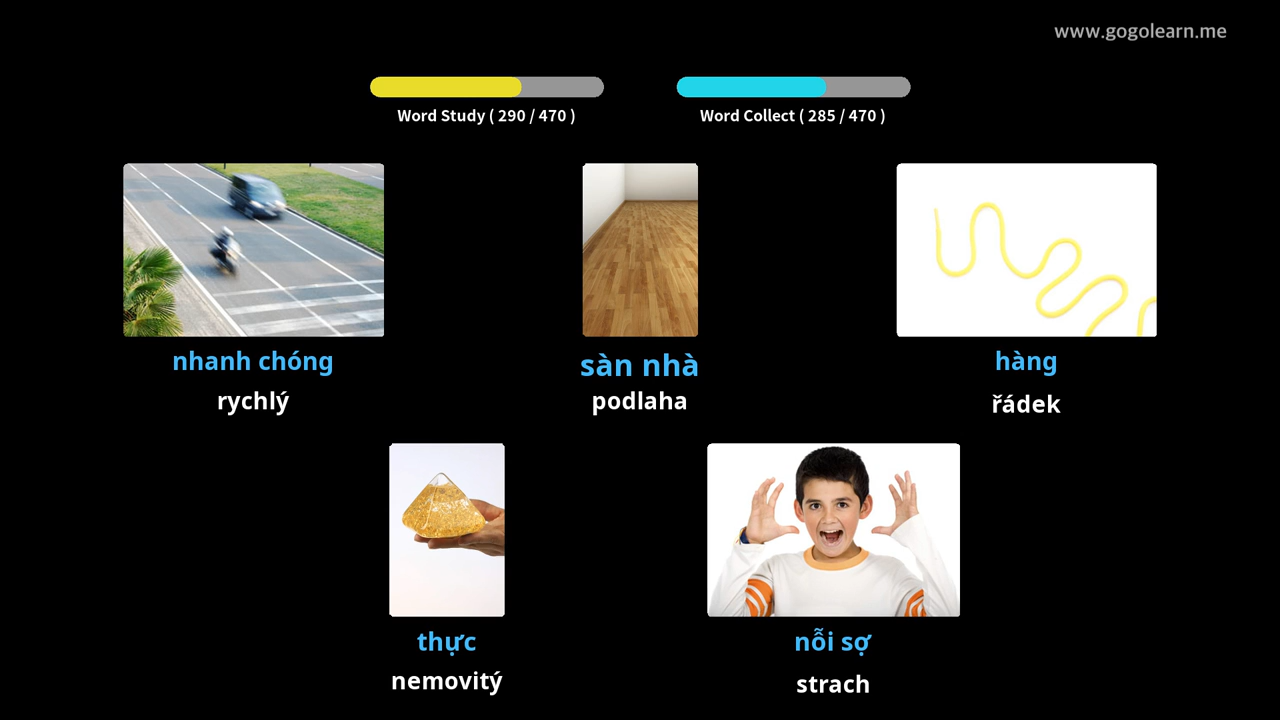 www.gogolearn.me
Word Study ( 290 / 470 )
Word Collect ( 285 / 470 )
nhanh chóng
rychlý
sàn nhà
podlaha
hàng
řádek
thực
nemovitý
nỗi sợ
strach